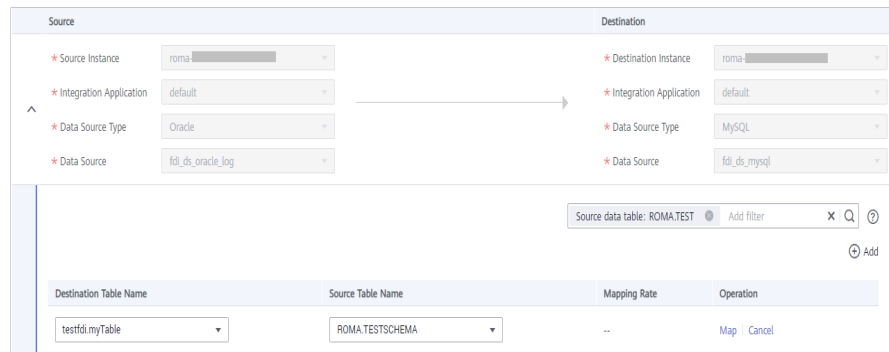 Source Destination
* Source Instance roma- * Destination Instance roma-
* Integration Application default * Integration Application default
* Data Source Type Oracle * Data Source Type MySQL
* Data Source fdi_ds_oracle_log * Data Source fdi_ds_mysql
Source data table: ROMA.TEST Add filter
Add
Destination Table Name Source Table Name Mapping Rate Operation
testfdi.myTable ROMA.TESTSCHEMA -- Map | Cancel